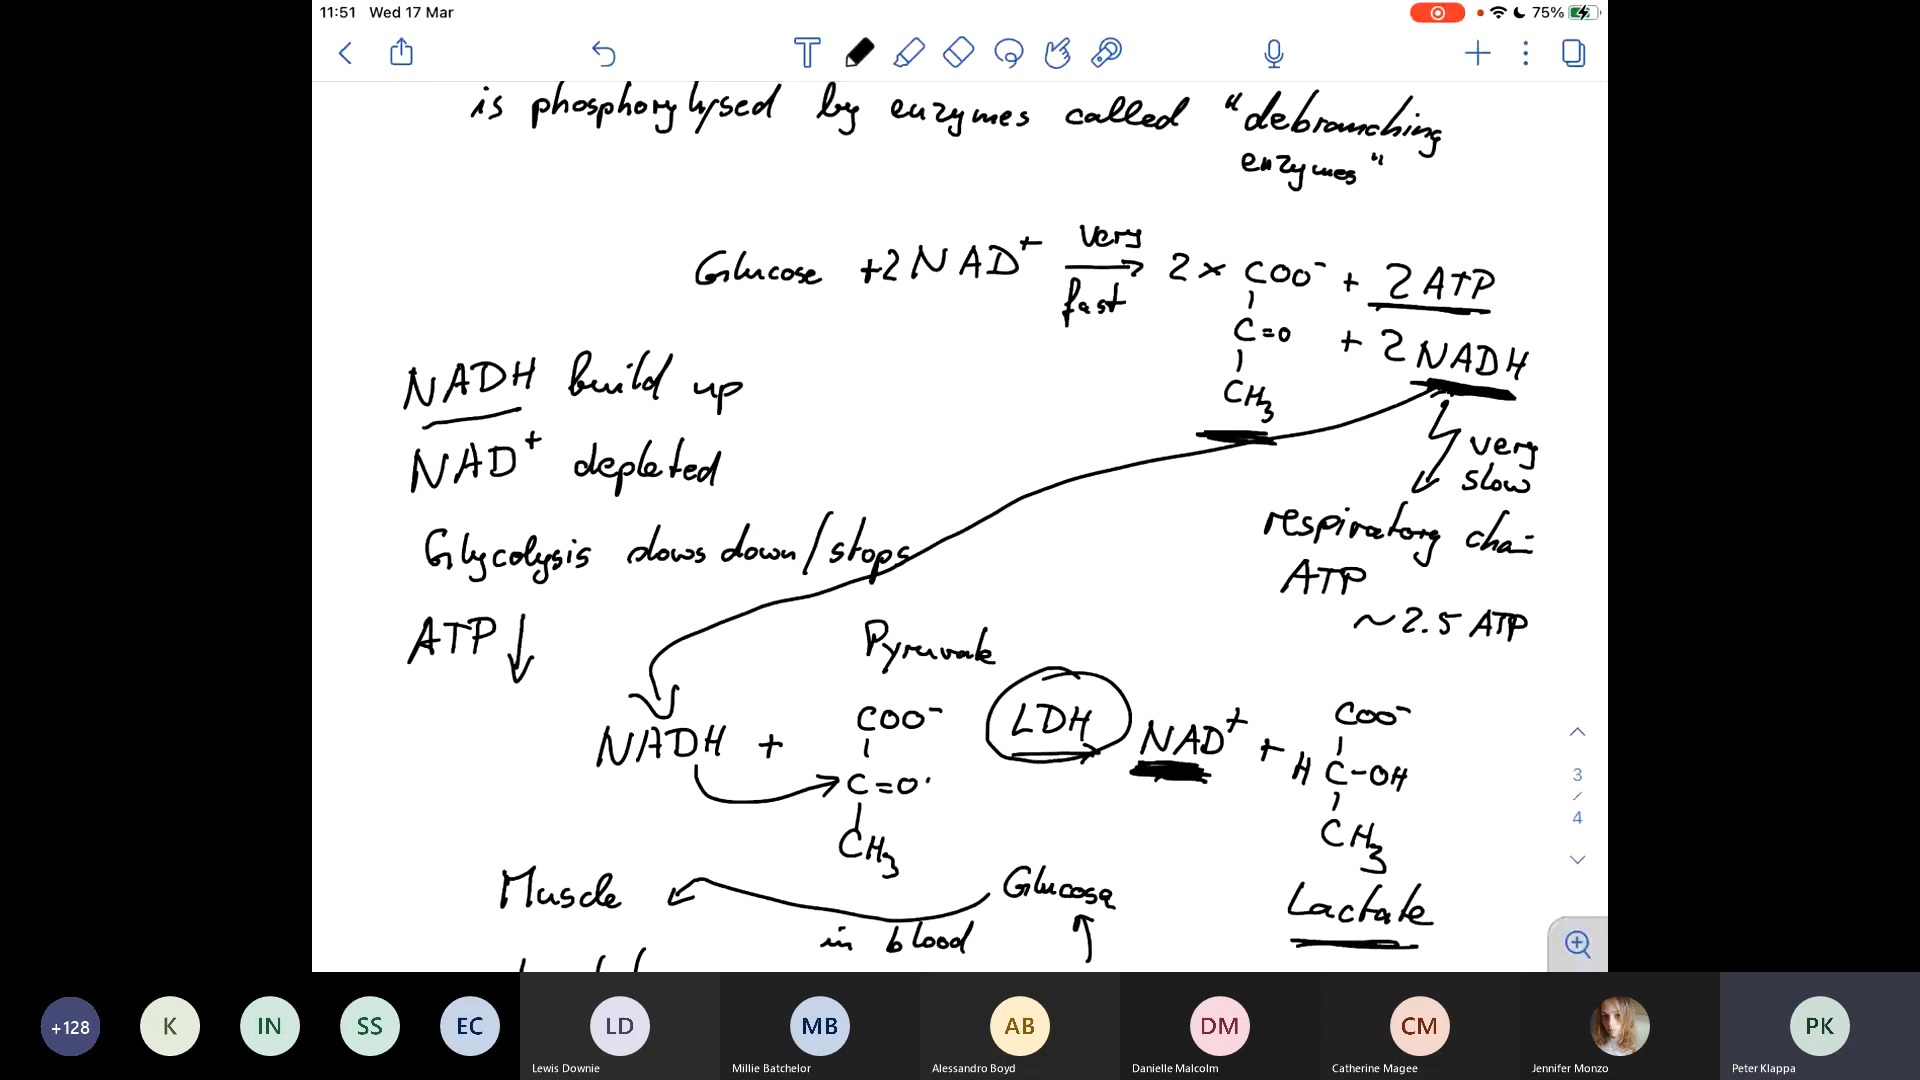 11:51 Wed 17 Mar
75%
is phosphorylysed by enzymes called "debranching
enzymes"
Glucose +2 NAD+ very fast 2 x COO- + 2 ATP
C=O + 2 NADH
CH3
NADH build up
NAD+ depleted
very
slow
Glycolysis slows down/stops
respiratory chai
ATP
~2.5 ATP
ATP ↓
Pyruvate
NADH + COO- LDH NAD+ + COO-
C=O H C-OH
CH3 CH3
3
/
4
Muscle Glucose
in blood
Lactate
+128
K
IN
SS
EC
LD
MB
AB
DM
CM
PK
Lewis Downie
Millie Batchelor
Alessandro Boyd
Danielle Malcolm
Catherine Magee
Jennifer Monzo
Peter Klappa